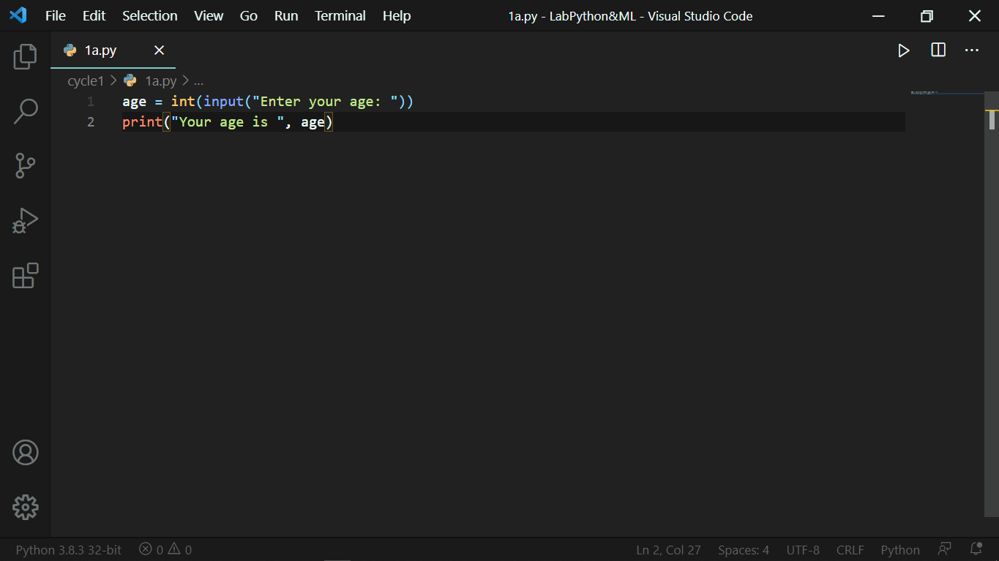 File Edit Selection View Go Run Terminal Help 1a.py - LabPython&ML - Visual Studio Code
1a.py
cycle1 > 1a.py > ...
1 age = int(input("Enter your age: "))
2 print("Your age is ", age)
Python 3.8.3 32-bit 0 0 Ln 2, Col 27 Spaces: 4 UTF-8 CRLF Python